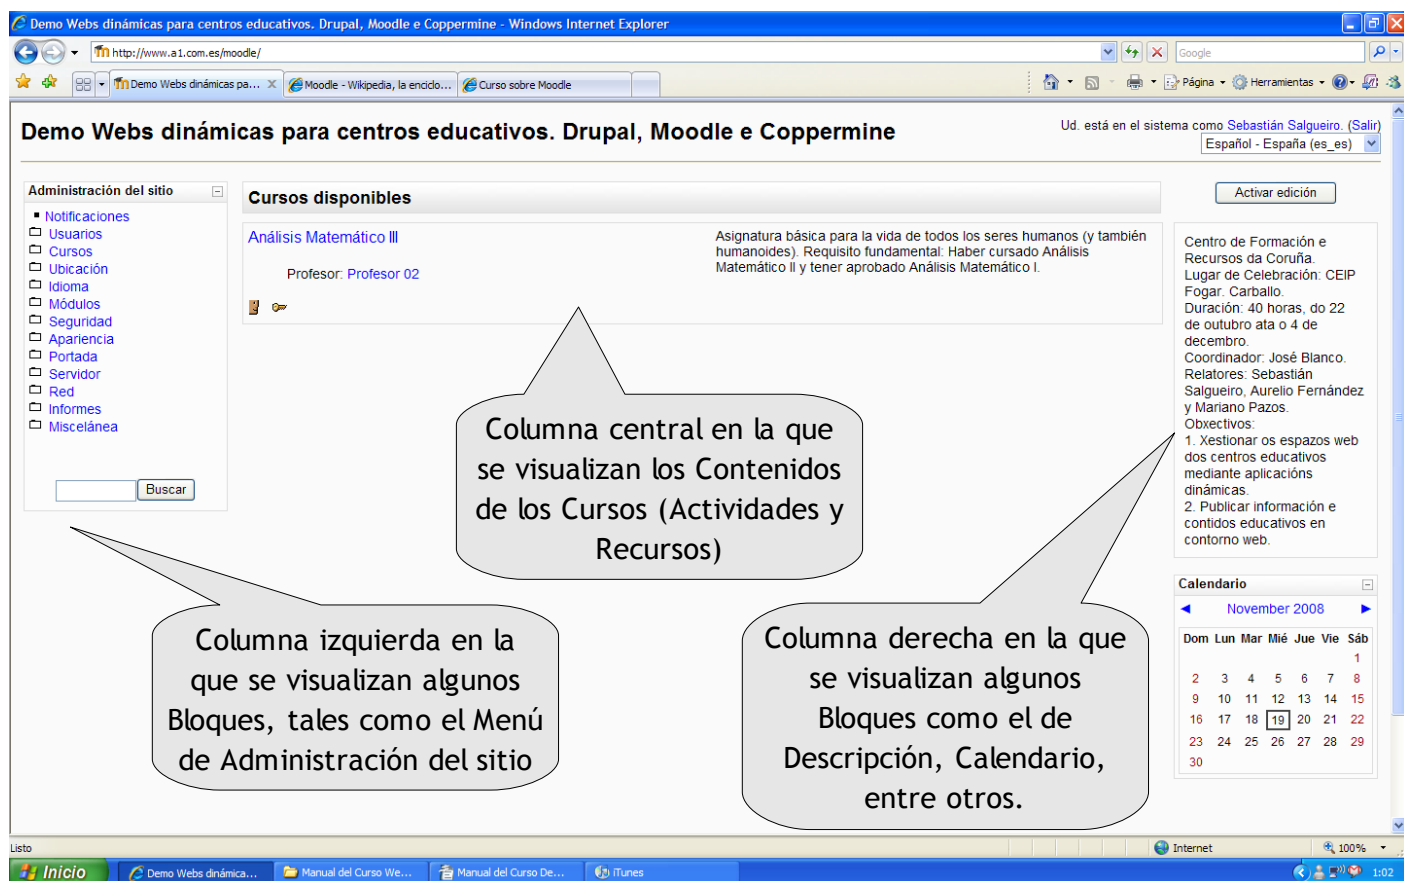 Demo Webs dinámicas para centros educativos. Drupal, Moodle e Coppermine - Windows Internet Explorer
http://www.a1.com.es/moodle/
Google
Demo Webs dinámicas pa...
Moodle - Wikipedia, la enciclo...
Curso sobre Moodle
Página
Herramientas
Demo Webs dinámicas para centros educativos. Drupal, Moodle e Coppermine
Ud. está en el sistema como Sebastián Salgueiro. (Salir)
Español - España (es_es)
Administración del sitio
Notificaciones
Usuarios
Cursos
Ubicación
Idioma
Módulos
Seguridad
Apariencia
Portada
Servidor
Red
Informes
Miscelánea
Buscar
Cursos disponibles
Análisis Matemático III
Profesor: Profesor 02
Asignatura básica para la vida de todos los seres humanos (y también
humanoides). Requisito fundamental: Haber cursado Análisis
Matemático II y tener aprobado Análisis Matemático I.
Activar edición
Centro de Formación e
Recursos da Coruña.
Lugar de Celebración: CEIP
Fogar. Carballo.
Duración: 40 horas, do 22
de outubro ata o 4 de
decembro.
Coordinador: José Blanco.
Relatores: Sebastián
Salgueiro, Aurelio Fernández
y Mariano Pazos.
Obxectivos:
1. Xestionar os espazos web
dos centros educativos
mediante aplicacións
dinámicas.
2. Publicar información e
contidos educativos en
contorno web.
Columna central en la que
se visualizan los Contenidos
de los Cursos (Actividades y
Recursos)
Columna izquierda en la
que se visualizan algunos
Bloques, tales como el Menú
de Administración del sitio
Columna derecha en la que
se visualizan algunos
Bloques como el de
Descripción, Calendario,
entre otros.
Calendario
November 2008
Dom Lun Mar Mié Jue Vie Sáb
1
2 3 4 5 6 7 8
9 10 11 12 13 14 15
16 17 18 19 20 21 22
23 24 25 26 27 28 29
30
Listo
Internet
100%
Inicio
Demo Webs dinámica...
Manual del Curso We...
Manual del Curso De...
iTunes
1:02